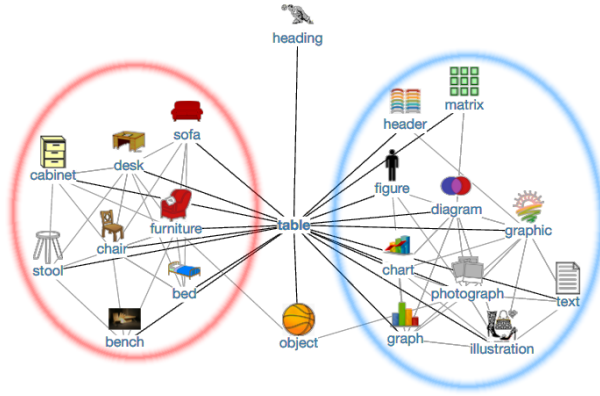 heading
matrix
header
sofa
desk
cabinet
figure
diagram
furniture
table
graphic
chair
stool
chart
bed
photograph
text
bench
object
graph
illustration